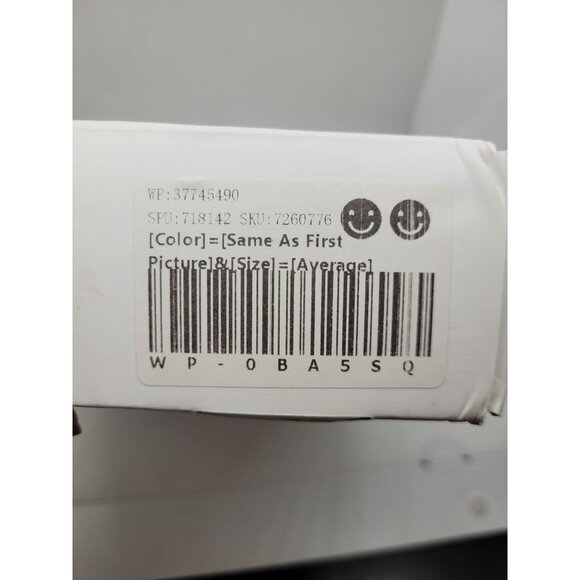 WP:37745490
SPU:718142 SKU:7260776
[Color]=[Same As First
Picture]&[Size]=[Average]
WP-0BA5SQ